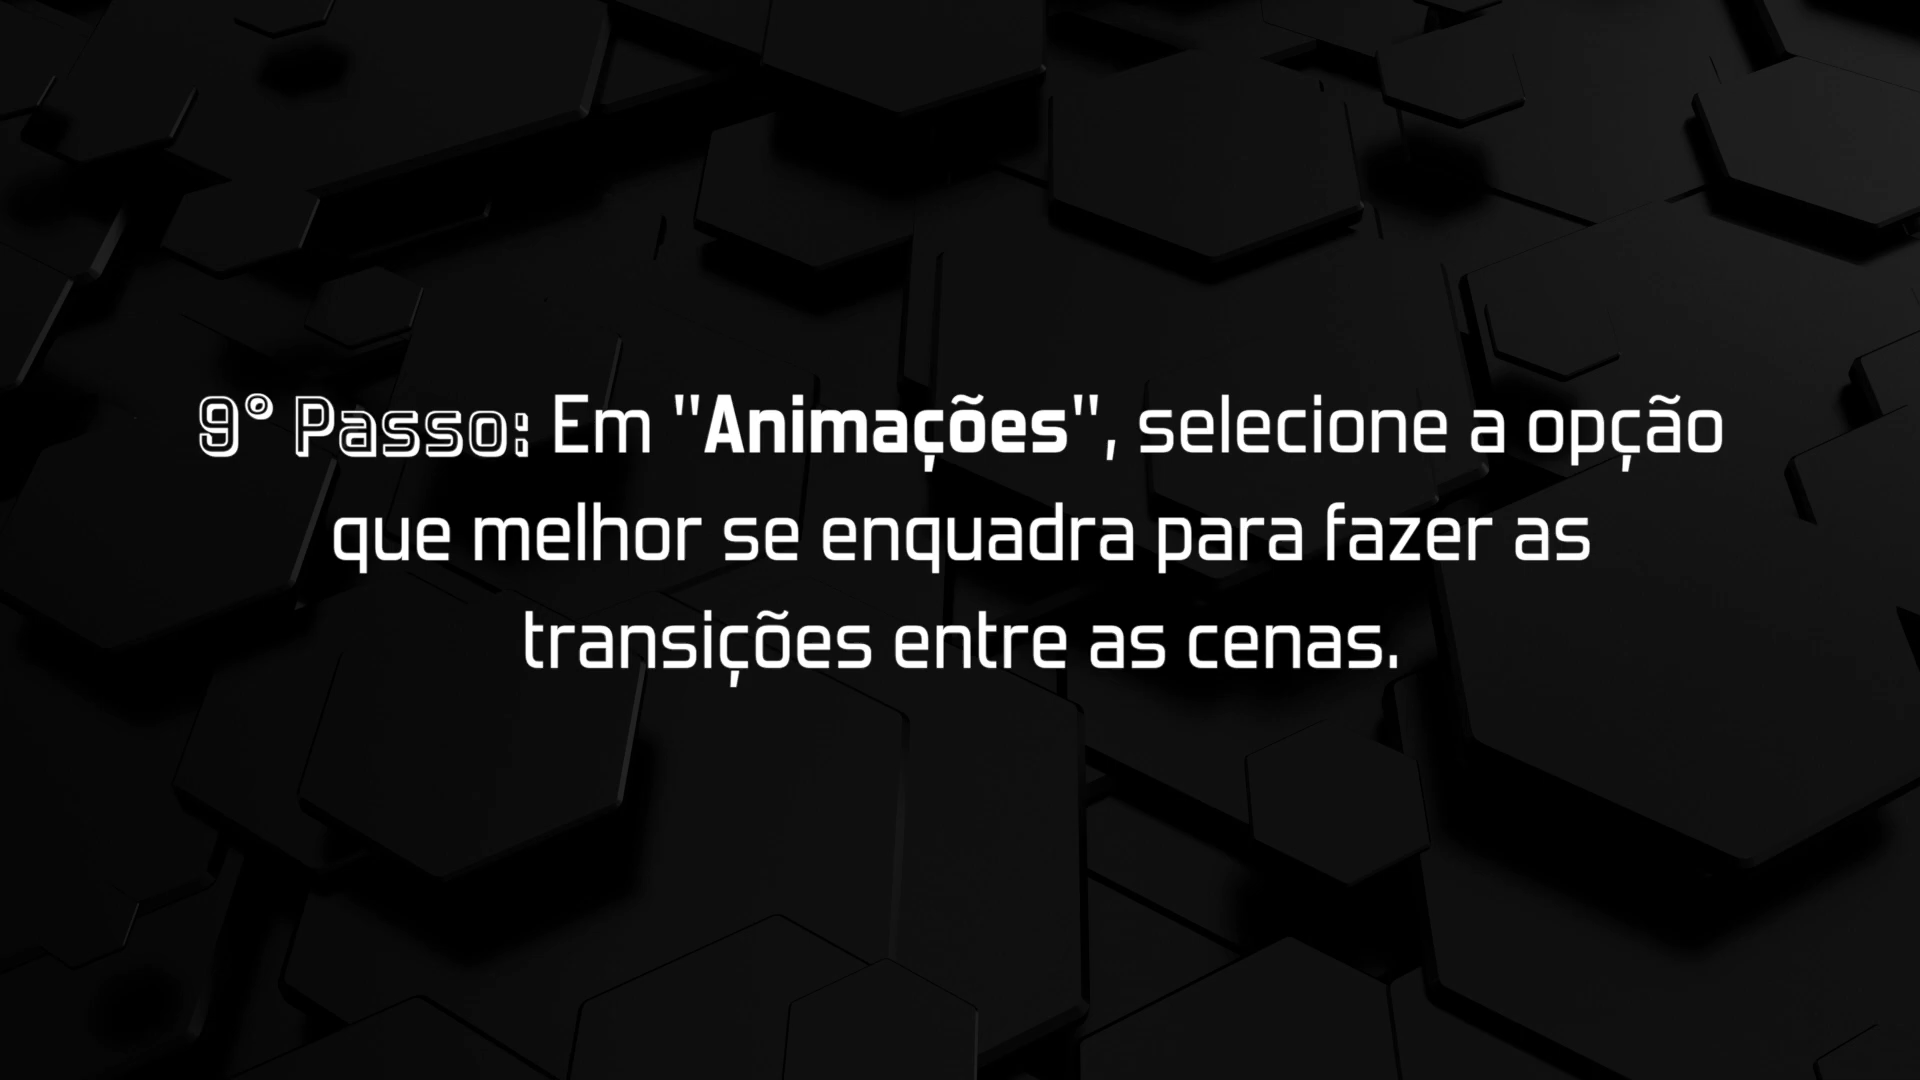 9° Passo: Em "Animações", selecione a opção
que melhor se enquadra para fazer as
transições entre as cenas.